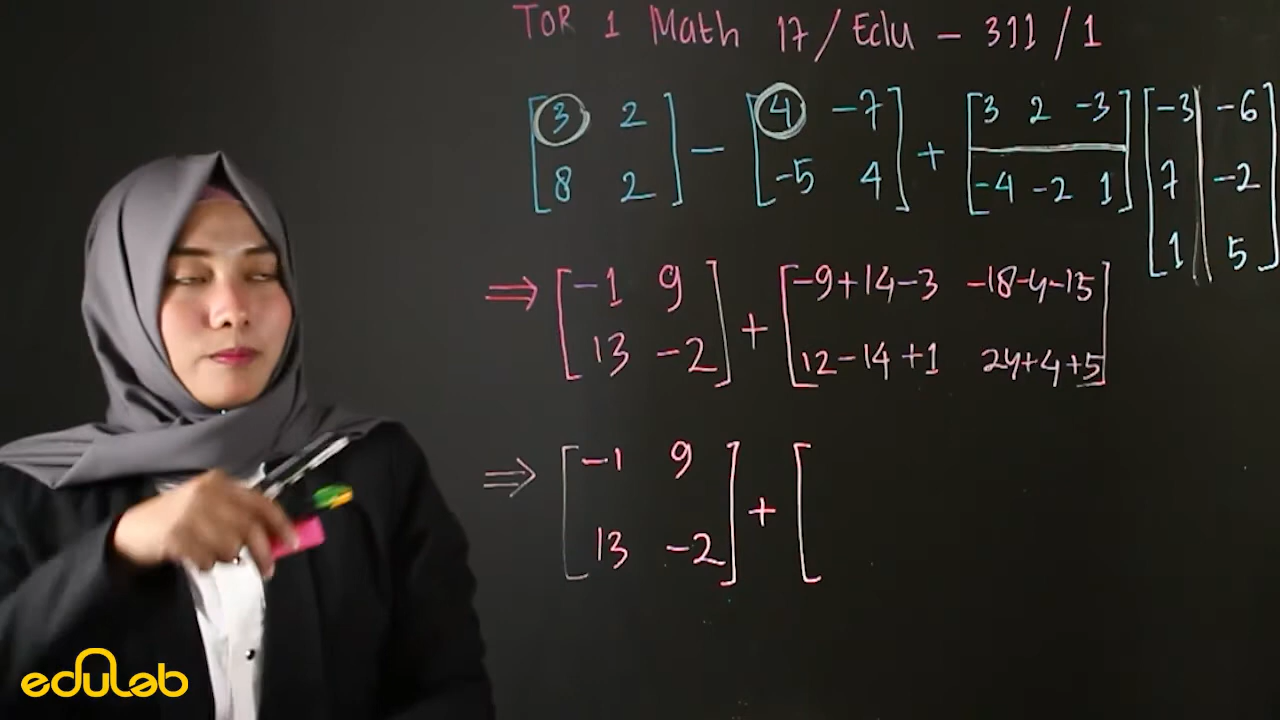 TOR 1 Math 17/Edu - 311/1
[3 2] - [4 -7] + [3 2 -3] [-3 -6]
[8 2] [-5 4] [-4 -2 1] [7 -2]
[1 5]
⇒ [-1 9] + [-9+14-3 -18-4-15]
[13 -2] [12-14+1 24+4+5]
⇒ [-1 9] + [
[13 -2]
edulab